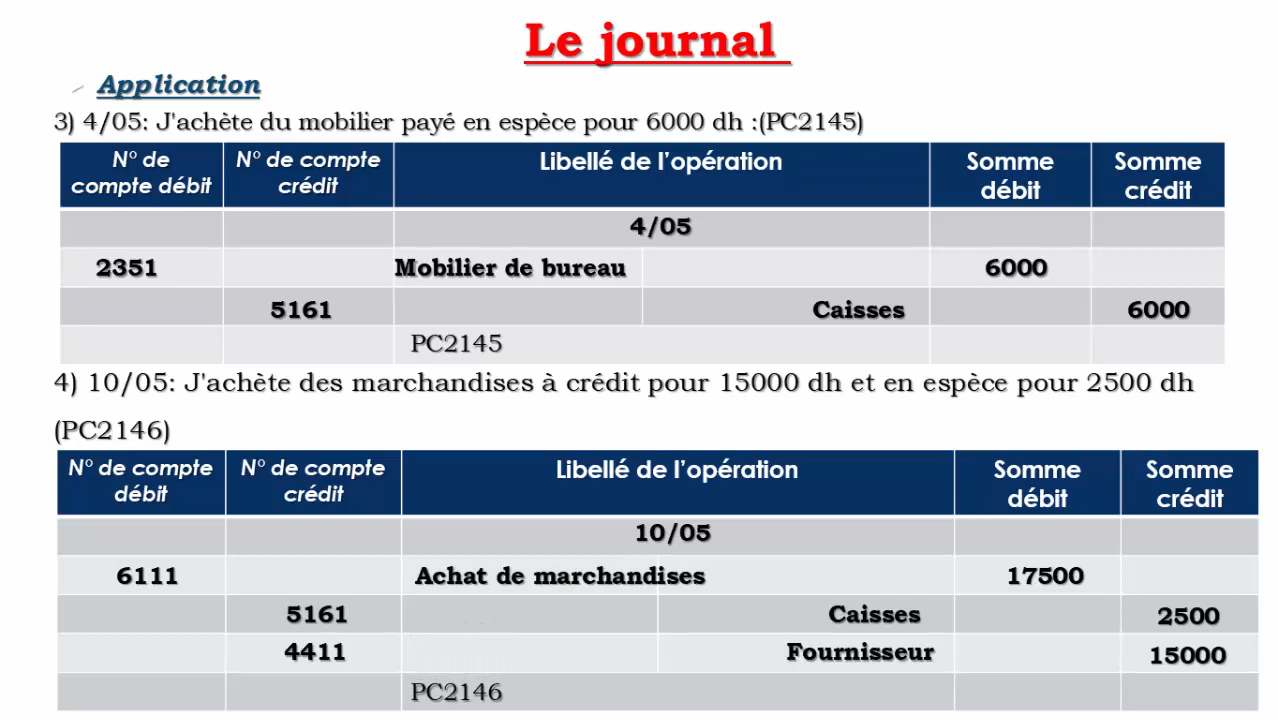 Le journal
Application
3) 4/05: J'achète du mobilier payé en espèce pour 6000 dh :(PC2145)
N° de compte débit N° de compte crédit Libellé de l'opération Somme débit Somme crédit
4/05
2351 Mobilier de bureau 6000
5161 Caisses 6000
PC2145
4) 10/05: J'achète des marchandises à crédit pour 15000 dh et en espèce pour 2500 dh
(PC2146)
N° de compte débit N° de compte crédit Libellé de l'opération Somme débit Somme crédit
10/05
6111 Achat de marchandises 17500
5161 Caisses 2500
4411 Fournisseur 15000
PC2146